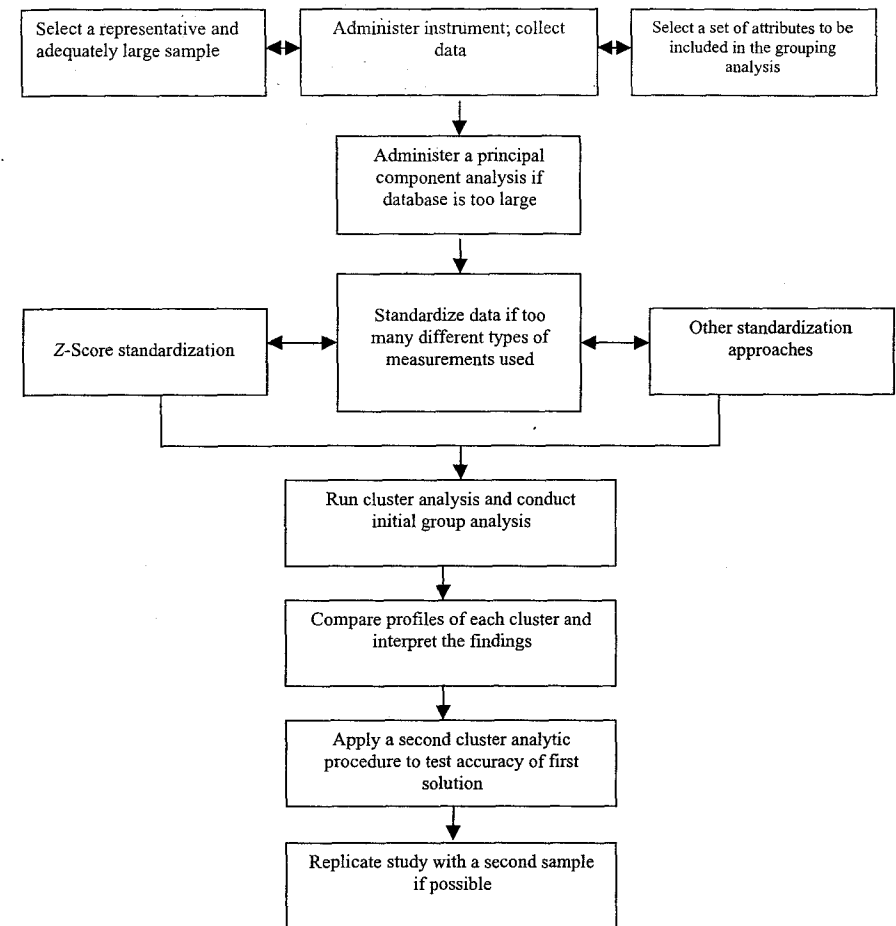 Select a representative and
adequately large sample
Administer instrument; collect
data
Select a set of attributes to be
included in the grouping
analysis
Administer a principal
component analysis if
database is too large
Z-Score standardization
Standardize data if too
many different types of
measurements used
Other standardization
approaches
Run cluster analysis and conduct
initial group analysis
Compare profiles of each cluster and
interpret the findings
Apply a second cluster analytic
procedure to test accuracy of first
solution
Replicate study with a second sample
if possible